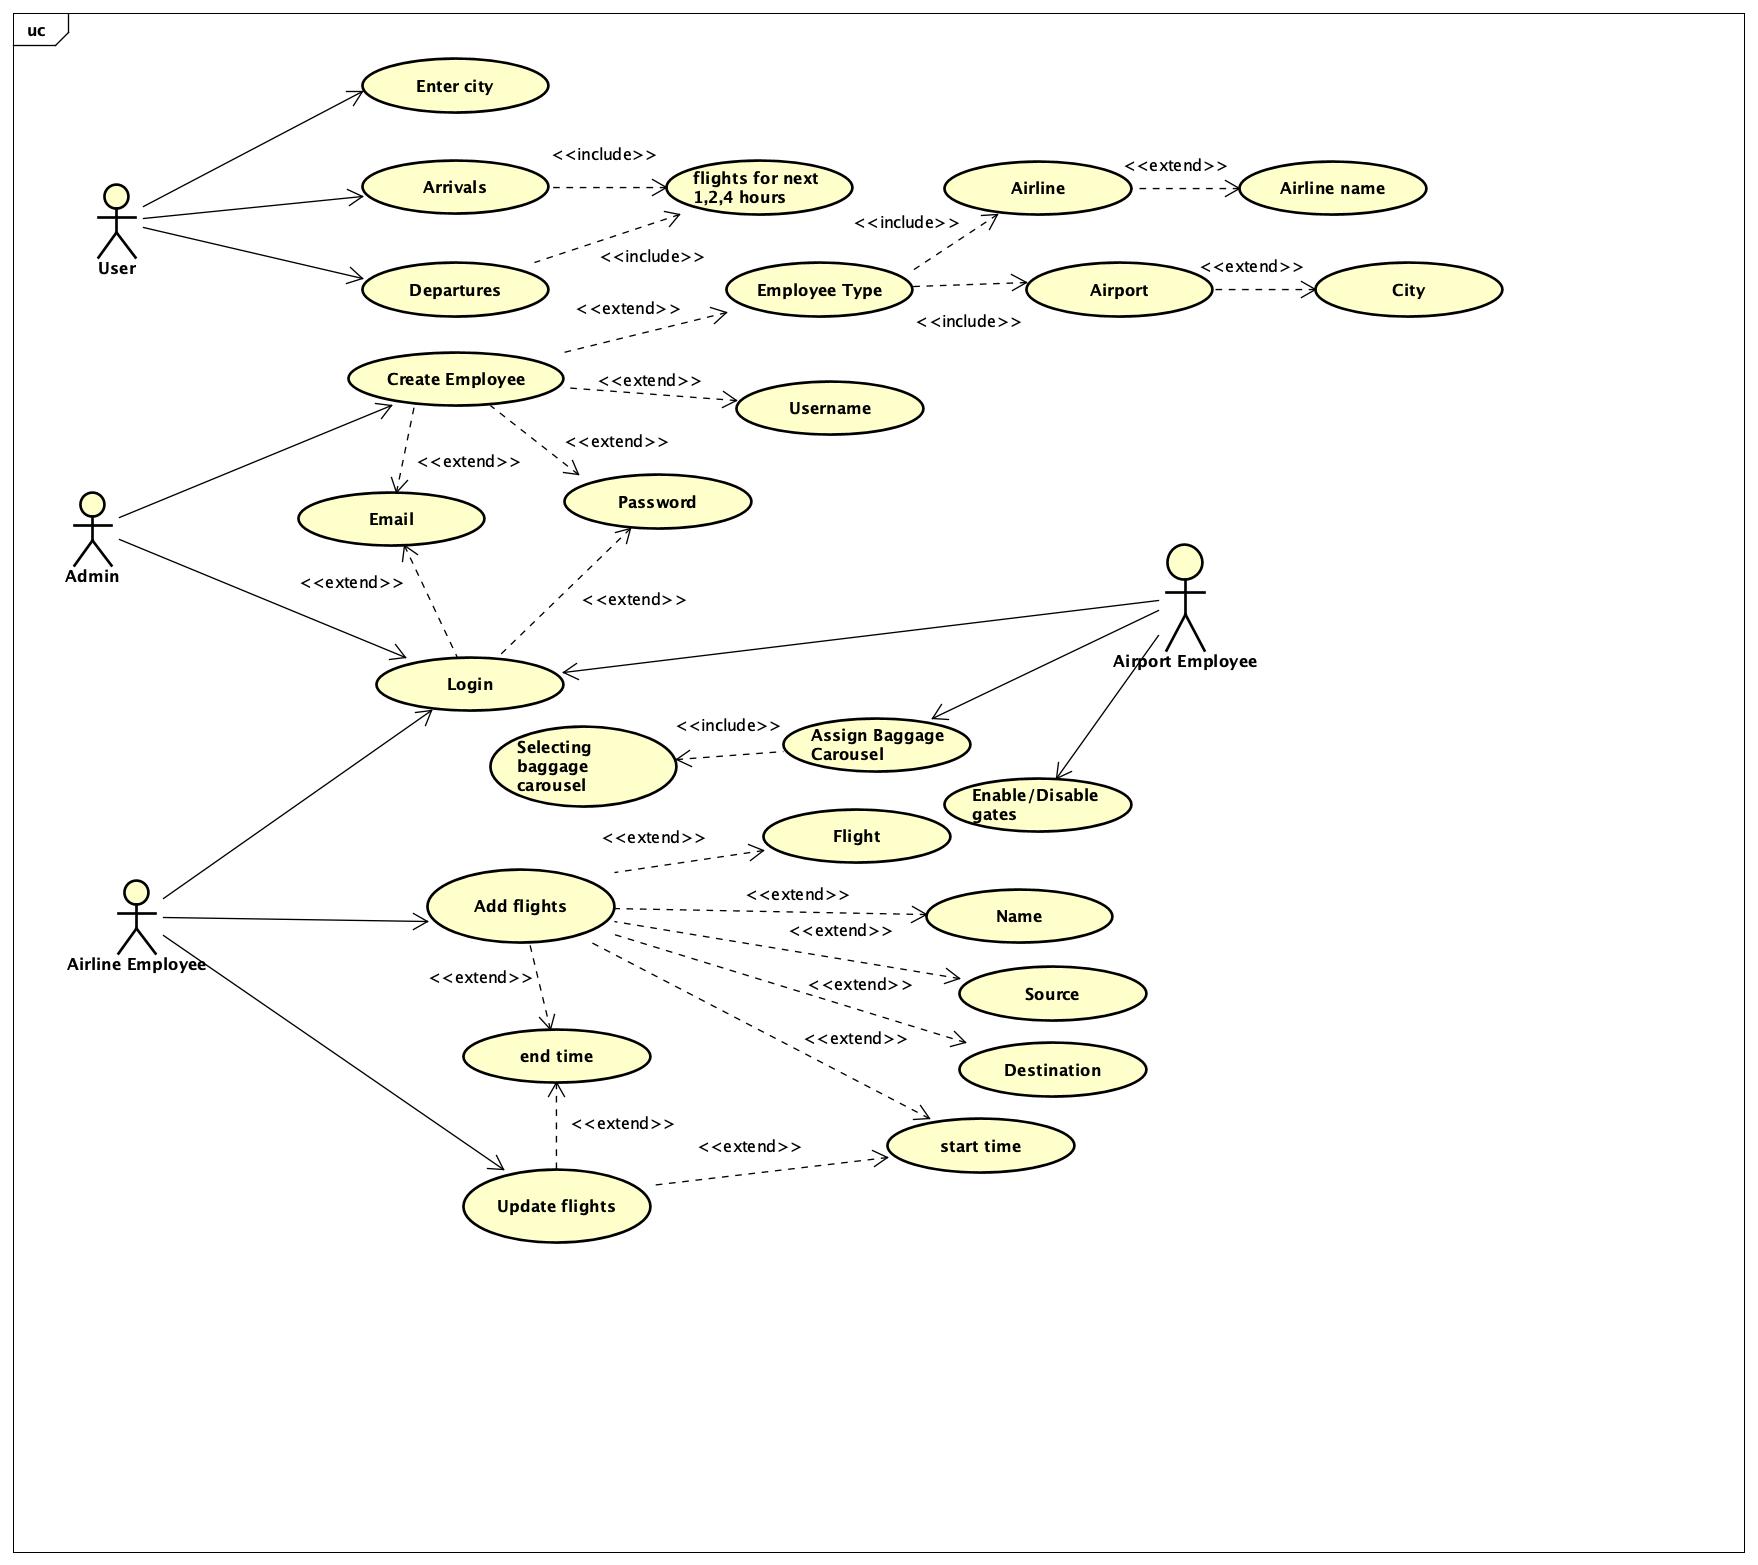 uc
Enter city
<<include>>
<<extend>>
Arrivals
flights for next
1,2,4 hours
Airline
Airline name
<<include>>
<<include>>
User
<<extend>>
Departures
Employee Type
Airport
City
<<extend>>
<<include>>
Create Employee
<<extend>>
Username
<<extend>>
<<extend>>
Password
Email
Admin
<<extend>>
<<extend>>
Airport Employee
Login
<<include>>
Assign Baggage
Carousel
Selecting
baggage
carousel
Enable/Disable
gates
<<extend>>
Flight
<<extend>>
Add flights
Name
<<extend>>
Airline Employee
<<extend>>
<<extend>>
Source
<<extend>>
end time
Destination
<<extend>>
<<extend>>
start time
Update flights